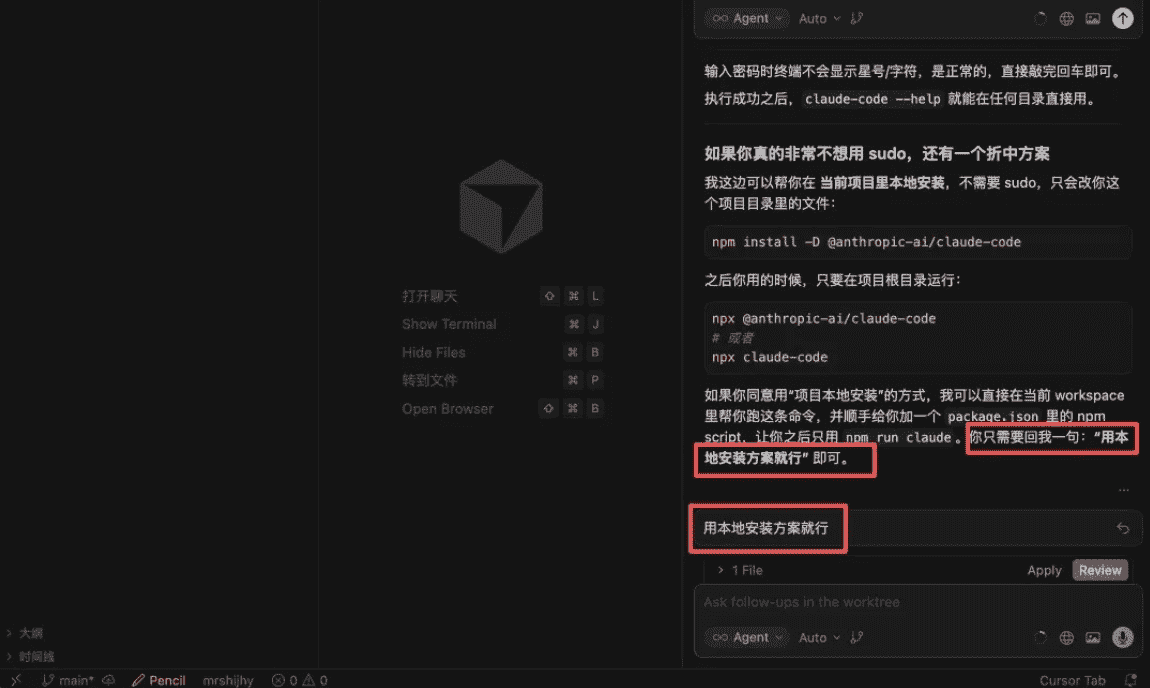 Agent
Auto
输入密码时终端不会显示星号/字符，是正常的，直接敲完回车即可。
执行成功之后，claude-code --help 就能在任何目录直接用。
如果你真的非常不想用 sudo，还有一个折中方案
我这边可以帮你在 当前项目里本地安装，不需要 sudo，只会改你这
个项目目录里的文件：
npm install -D @anthropic-ai/claude-code
之后你用的时候，只要在项目根目录运行：
npx @anthropic-ai/claude-code
# 或者
npx claude-code
如果你同意用“项目本地安装”的方式，我可以直接在当前 workspace
里帮你跑这条命令，并顺手给你加一个 package.json 里的 npm
script，让你之后只用 npm run claude。你只需要回我一句：“用本
地安装方案就行” 即可。
用本地安装方案就行
1 File
Apply
Review
Ask follow-ups in the worktree
Agent
Auto
打开聊天 ⇧ ⌘ L
Show Terminal ⌘ J
Hide Files ⌘ B
转到文件 ⌘ P
Open Browser ⇧ ⌘ B
大纲
时间线
main*
Pencil
mrshijhy
0
0
Cursor Tab